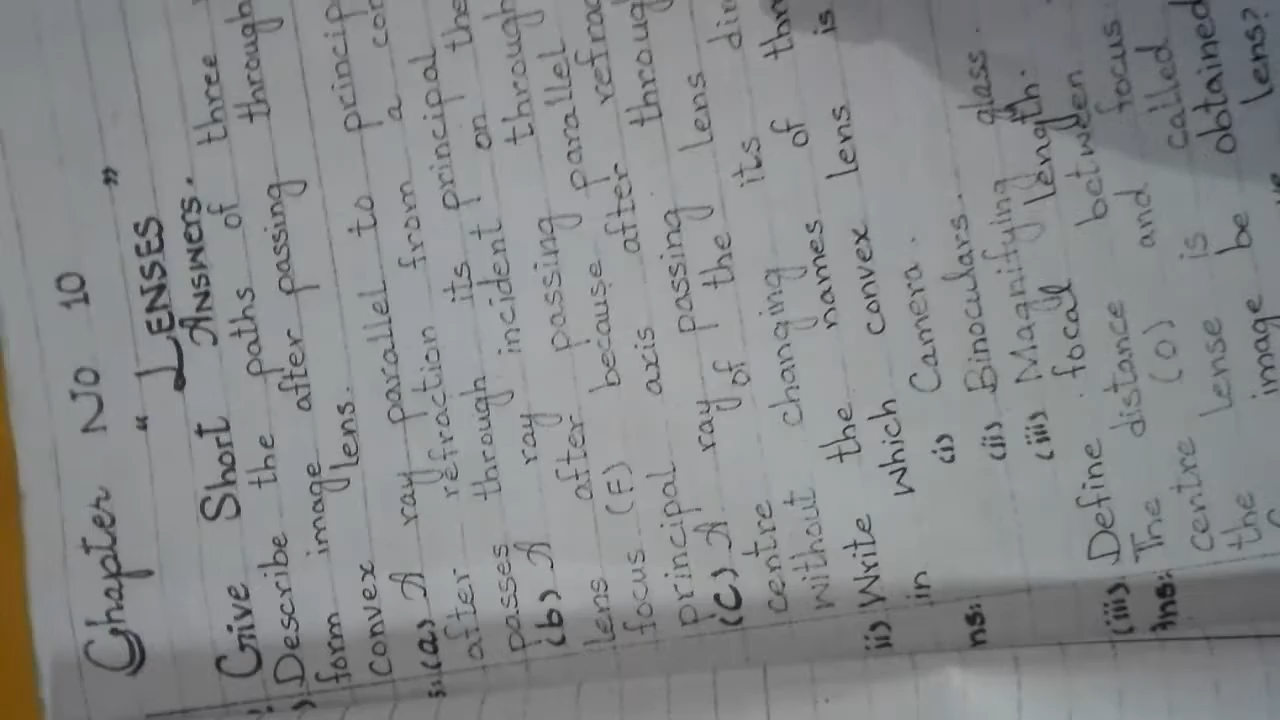 Chapter No 10
" LENSES "
Give Short Answers.
Describe the paths of three
form image after passing through
convex lens.
(a) A ray parallel to princip
after refraction from a con
passes through its principal
(b) A ray incident on the
lens after passing through
focus (F) because parallel
principal axis after refrac
(c) A ray passing through
centre of the lens dir
without changing its
ii) Write the names of thr
in which convex lens is
ns: (i) Camera.
(ii) Binoculars.
(iii) Magnifying glass.
(iii) Define focal length.
Ans: The distance between
centre (O) and focus
the lense is called
image be obtained
lens?